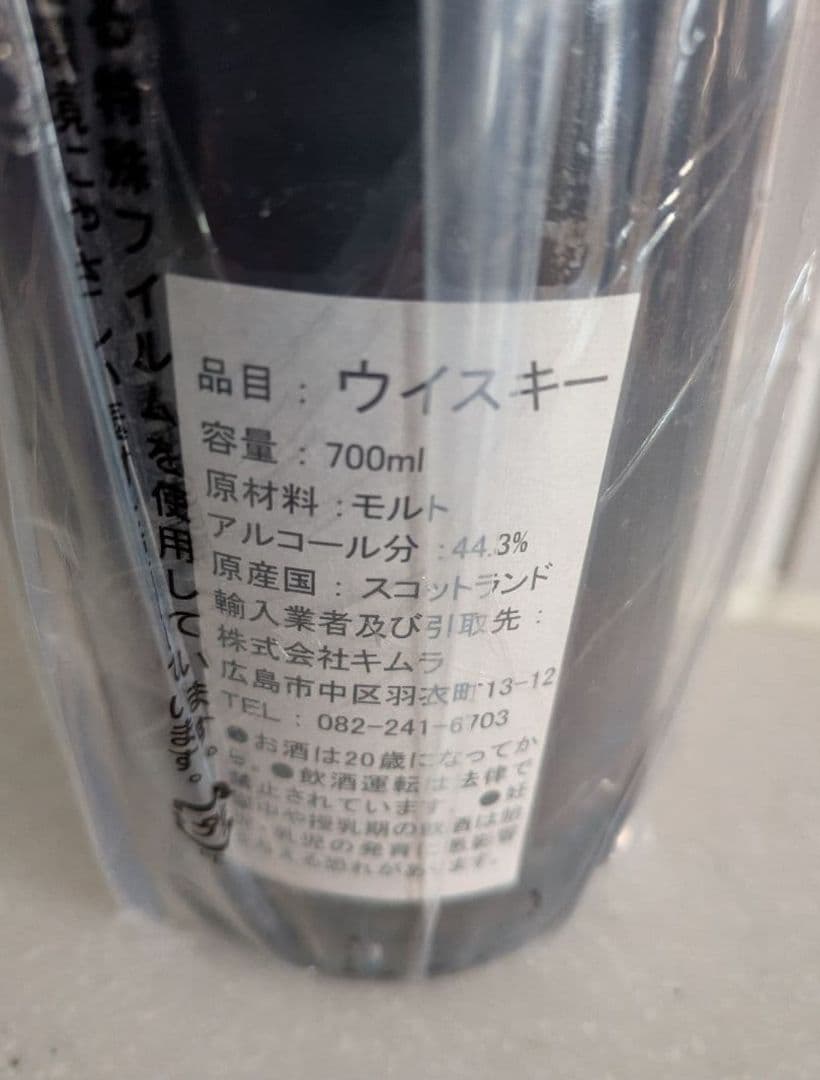 特殊フィルムを使用しています。
品目：ウイスキー
容量：700ml
原材料：モルト
アルコール分：44.3%
原産国：スコットランド
輸入業者及び引取先：
株式会社キムラ
広島市中区羽衣町13-12
TEL：082-241-6703
●お酒は20歳になってか
ら。●飲酒運転は法律で
禁止されています。●妊
娠中や授乳期の飲酒は胎
児・乳児の発育に悪影響
を与える恐れがあります。